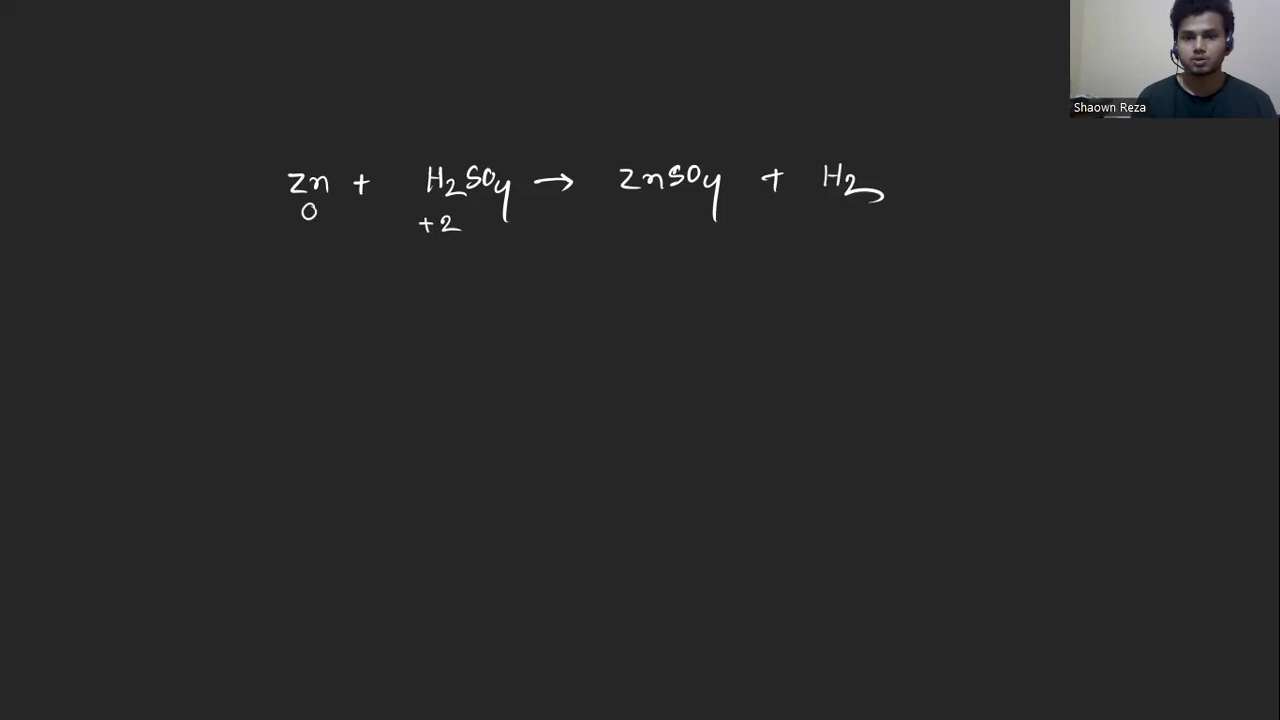 Shaown Reza
Zn + H2SO4 → ZnSO4 + H2
0 +2